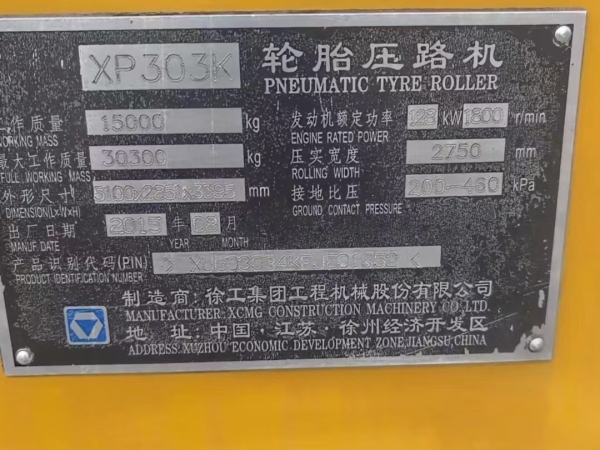 XP303K 轮胎压路机
PNEUMATIC TYRE ROLLER
工作质量 15000 kg 发动机额定功率 128 kW 1800 r/min
WORKING MASS ENGINE RATED POWER
最大工作质量 30300 kg 压实宽度 2750 mm
FULL WORKING MASS ROLLING WIDTH
外形尺寸 mm 接地比压 200-460 kPa
DIMENSION(LxWxH) GROUND CONTACT PRESSURE
出厂日期 2015 年 月
MANUF.DATE YEAR MONTH
产品识别代码(PIN)
PRODUCT IDENTIFICATION NUMBER
制造商:徐工集团工程机械股份有限公司
MANUFACTURER:XCMG CONSTRUCTION MACHINERY CO.,LTD.
地 址:中国·江苏·徐州经济开发区
ADDRESS:XUZHOU ECONOMIC DEVELOPMENT ZONE,JIANGSU,CHINA